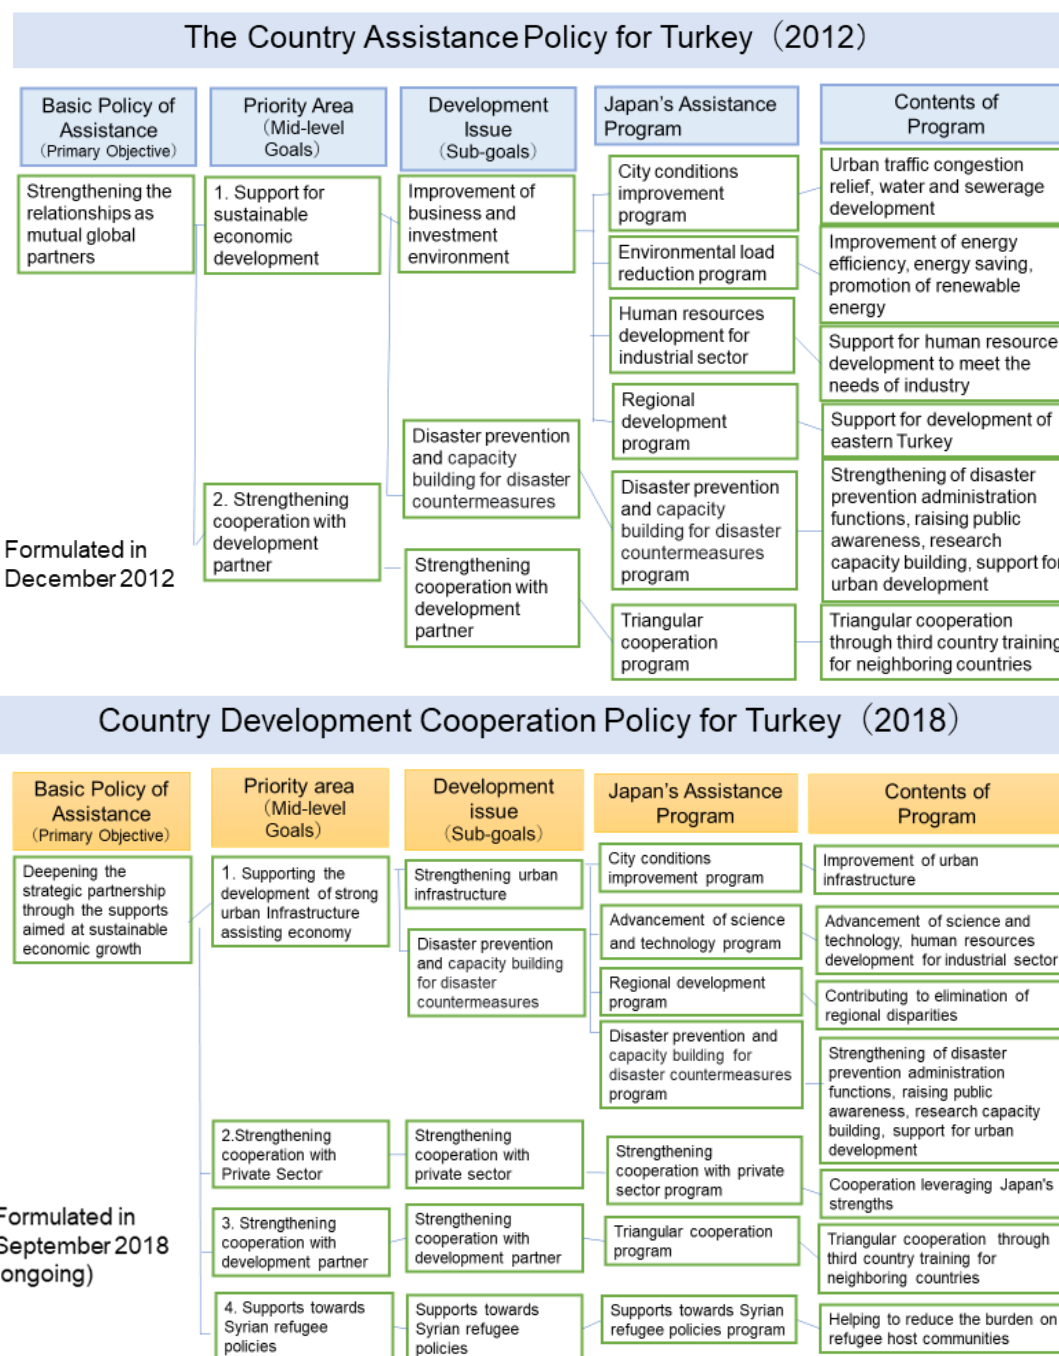 The Country Assistance Policy for Turkey（2012）
Basic Policy of
Assistance
(Primary Objective)
Priority Area
（Mid-level
Goals）
Development
Issue
（Sub-goals）
Japan's Assistance
Program
Contents of
Program
Strengthening the
relationships as
mutual global
partners
1. Support for
sustainable
economic
development
Improvement of
business and
investment
environment
City conditions
improvement
program
Urban traffic congestion
relief, water and sewerage
development
Environmental load
reduction program
Improvement of energy
efficiency, energy saving,
promotion of renewable
energy
Human resources
development for
industrial sector
Support for human resource
development to meet the
needs of industry
Regional
development
program
Support for development of
eastern Turkey
Disaster prevention
and capacity
building for disaster
countermeasures
Disaster prevention
and capacity
building for disaster
countermeasures
program
Strengthening of disaster
prevention administration
functions, raising public
awareness, research
capacity building, support for
urban development
2. Strengthening
cooperation with
development
partner
Strengthening
cooperation with
development
partner
Triangular
cooperation
program
Triangular cooperation
through third country training
for neighboring countries
Formulated in
December 2012
Country Development Cooperation Policy for Turkey（2018）
Basic Policy of
Assistance
(Primary Objective)
Priority area
（Mid-level
Goals）
Development
issue
（Sub-goals）
Japan's Assistance
Program
Contents of
Program
Deepening the
strategic partnership
through the supports
aimed at sustainable
economic growth
1. Supporting the
development of strong
urban Infrastructure
assisting economy
Strengthening urban
infrastructure
City conditions
improvement program
Improvement of urban
infrastructure
Advancement of science
and technology program
Advancement of science and
technology, human resources
development for industrial sector
Disaster prevention
and capacity building
for disaster
countermeasures
Regional development
program
Contributing to elimination of
regional disparities
Disaster prevention and
capacity building for
disaster countermeasures
program
Strengthening of disaster
prevention administration
functions, raising public
awareness, research capacity
building, support for urban
development
2.Strengthening
cooperation with
Private Sector
Strengthening
cooperation with
private sector
Strengthening
cooperation with private
sector program
Cooperation leveraging Japan's
strengths
3. Strengthening
cooperation with
development partner
Strengthening
cooperation with
development partner
Triangular cooperation
program
Triangular cooperation through
third country training for
neighboring countries
4. Supports towards
Syrian refugee
policies
Supports towards
Syrian refugee
policies
Supports towards Syrian
refugee policies program
Helping to reduce the burden on
refugee host communities
Formulated in
September 2018
ongoing)